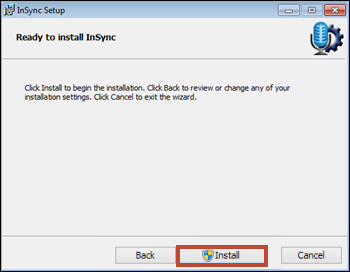 InSync Setup
Ready to install InSync
Click Install to begin the installation. Click Back to review or change any of your
installation settings. Click Cancel to exit the wizard.
Back Install Cancel